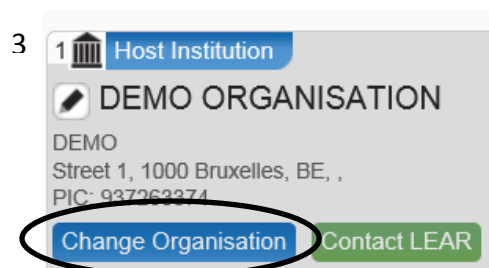 3
1 Host Institution
DEMO ORGANISATION
DEMO
Street 1, 1000 Bruxelles, BE, ,
PIC: 937263374
Change Organisation Contact LEAR